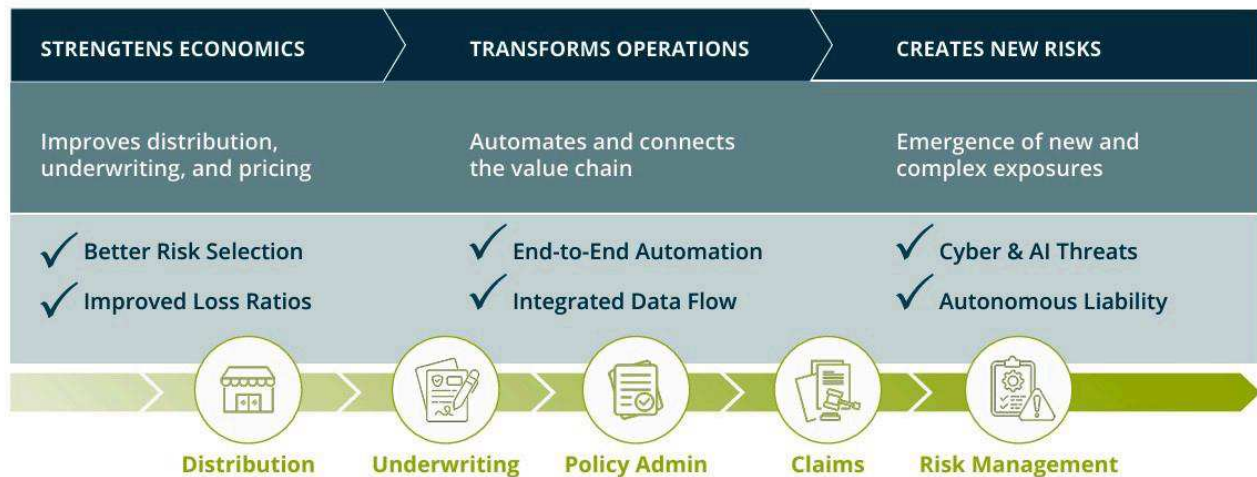 STRENGTENS ECONOMICS
TRANSFORMS OPERATIONS
CREATES NEW RISKS
Improves distribution,
underwriting, and pricing
Automates and connects
the value chain
Emergence of new and
complex exposures
Better Risk Selection
Improved Loss Ratios
End-to-End Automation
Integrated Data Flow
Cyber & AI Threats
Autonomous Liability
Distribution
Underwriting
Policy Admin
Claims
Risk Management